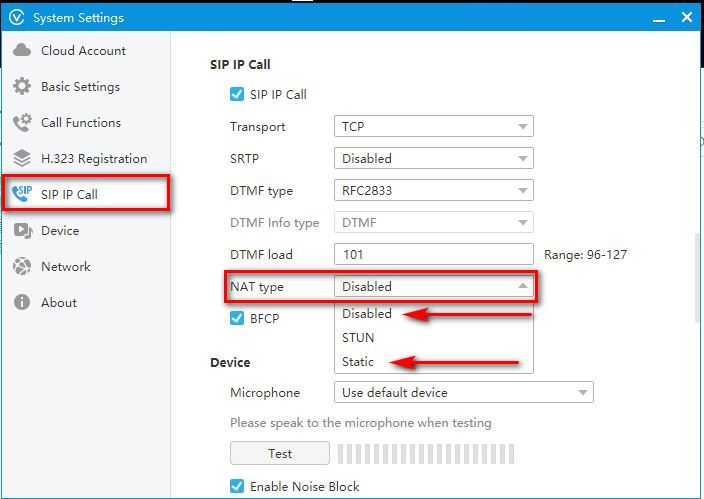 System Settings
Cloud Account
Basic Settings
Call Functions
H.323 Registration
SIP
SIP IP Call
Device
Network
About
SIP IP Call
SIP IP Call
Transport TCP
SRTP Disabled
DTMF type RFC2833
DTMF Info type DTMF
DTMF load 101 Range: 96-127
NAT type Disabled
Disabled
BFCP
STUN
Static
Device
Microphone Use default device
Please speak to the microphone when testing
Test
Enable Noise Block